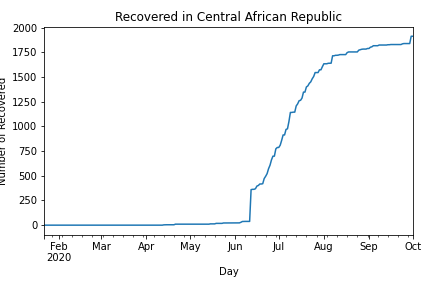 Recovered in Central African Republic
2000
1750
1500
1250
1000
750
500
250
0
Number of Recovered
Feb Mar Apr May Jun Jul Aug Sep Oct
2020
Day